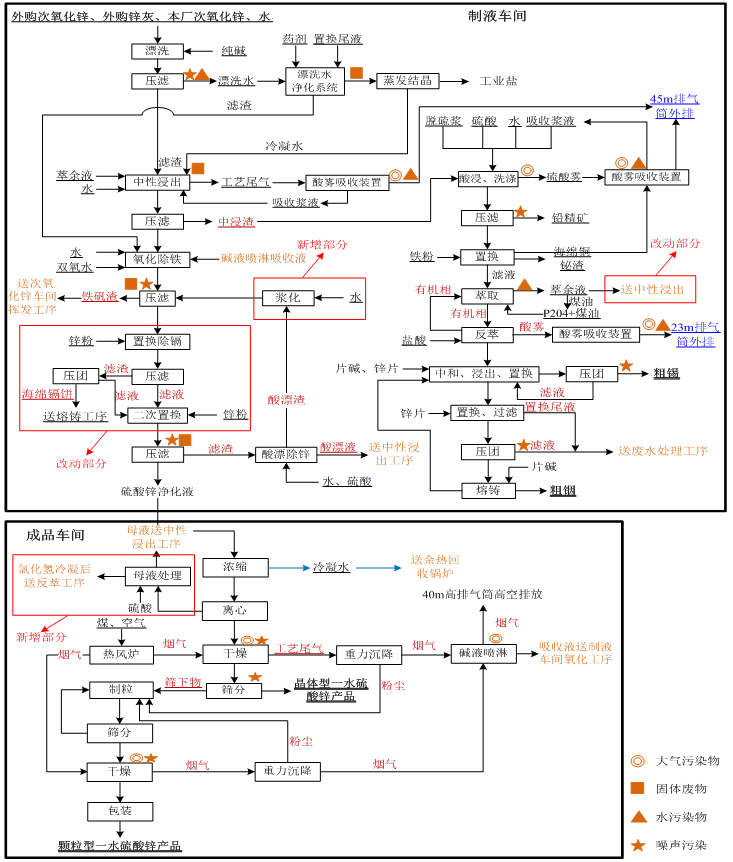 外购次氧化锌、外购锌灰、本厂次氧化锌、水
制液车间
漂洗
纯碱
药剂
置换尾液
压滤
漂洗水
漂洗水
净化系统
蒸发结晶
工业盐
滤渣
45m排气
筒外排
脱硫浆
硫酸
水
吸收浆液
冷凝水
滤渣
萃余液
水
中性浸出
工艺尾气
酸雾吸收装置
吸收浆液
酸浸、洗涤
硫酸雾
酸雾吸收装置
压滤
中浸渣
压滤
铅精矿
水
双氧水
氧化除铁
碱液喷淋吸收液
新增部分
铁粉
置换
海绵铜
铋渣
改动部分
滤液
送次氧
化锌车间
挥发工序
铁矾渣
压滤
浆化
水
有机相
萃取
萃余液
送中性浸出
煤油
P204+煤油
有机相
锌粉
置换除镉
盐酸
反萃
酸雾
酸雾吸收装置
23m排气
筒外排
压团
滤渣
压滤
片碱、锌片
中和、浸出、置换
压团
粗锡
海绵镉饼
滤液
滤液
滤液
酸漂渣
送熔铸工序
二次置换
锌粉
锌片
置换、过滤
置换尾液
改动部分
压滤
滤渣
酸漂除锌
酸漂液
送中性浸
出工序
压团
滤液
送废水处理工序
水、硫酸
片碱
硫酸锌净化液
熔铸
粗铟
成品车间
母液送中性
浸出工序
氯化氢冷凝后
送反萃工序
母液处理
浓缩
冷凝水
送余热回
收锅炉
硫酸
离心
40m高排气筒高空排放
新增部分
煤、空气
烟气
烟气
热风炉
烟气
干燥
工艺尾气
重力沉降
烟气
碱液喷淋
吸收液送制液
车间氧化工序
制粒
筛下物
筛分
晶体型一水硫
酸锌产品
粉尘
筛分
粉尘
大气污染物
干燥
烟气
重力沉降
烟气
固体废物
包装
水污染物
颗粒型一水硫酸锌产品
噪声污染